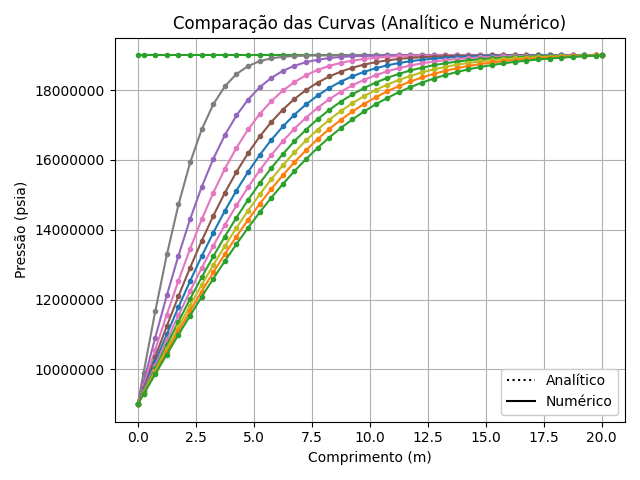 Comparação das Curvas (Analítico e Numérico)
Pressão (psia)
18000000
16000000
14000000
12000000
10000000
Analítico
Numérico
0.0 2.5 5.0 7.5 10.0 12.5 15.0 17.5 20.0
Comprimento (m)